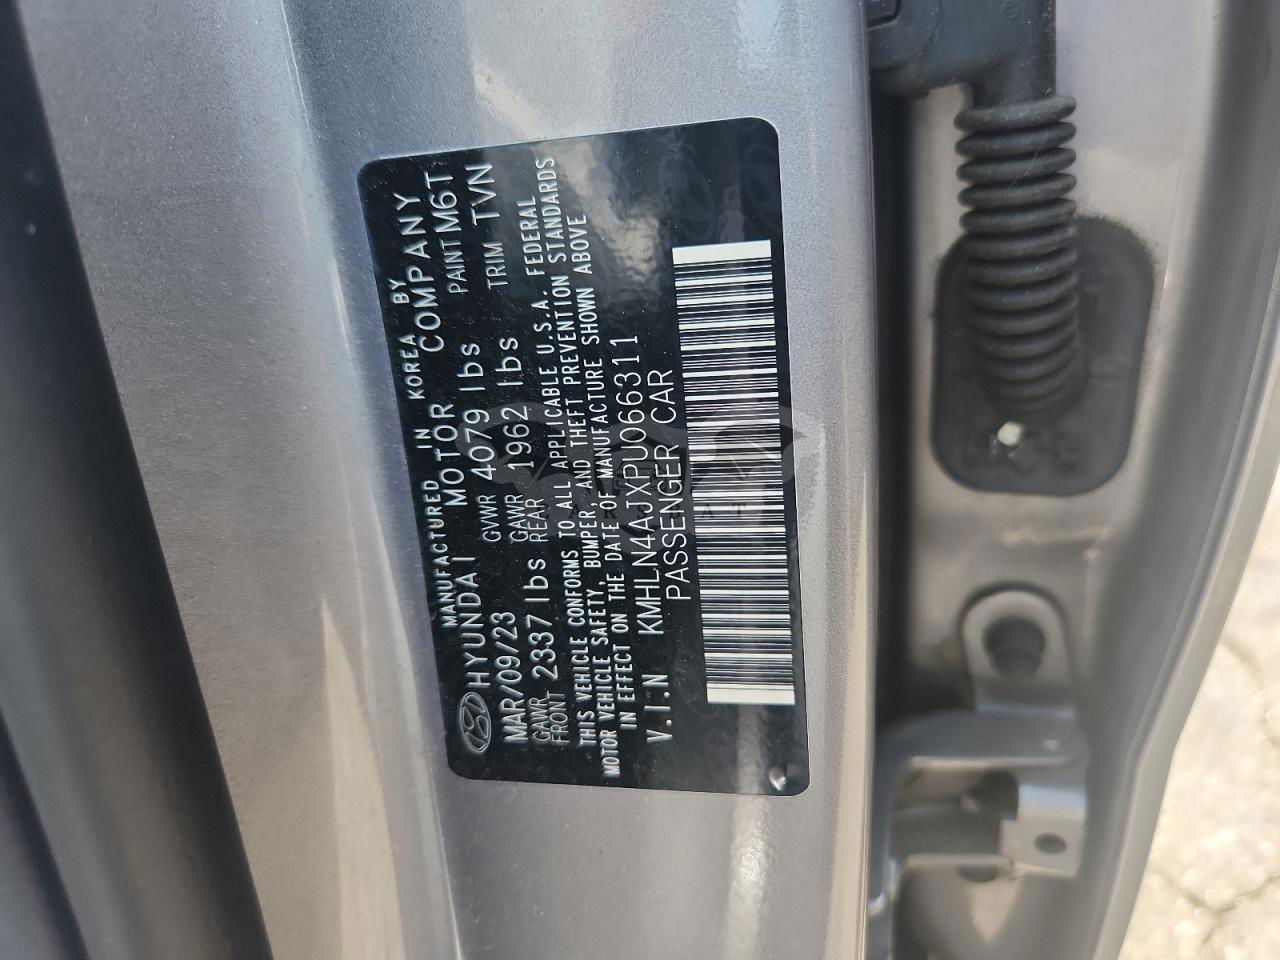 MANUFACTURED IN KOREA BY
HYUNDAI MOTOR COMPANY
MAR/09/23 GVWR 4079 lbs PAINT M6T
GAWR FRONT 2337 lbs GAWR REAR 1962 lbs TRIM TVN
THIS VEHICLE CONFORMS TO ALL APPLICABLE U.S.A. FEDERAL
MOTOR VEHICLE SAFETY, BUMPER, AND THEFT PREVENTION STANDARDS
IN EFFECT ON THE DATE OF MANUFACTURE SHOWN ABOVE
V.I.N KMHLN4AJXPU066311
PASSENGER CAR